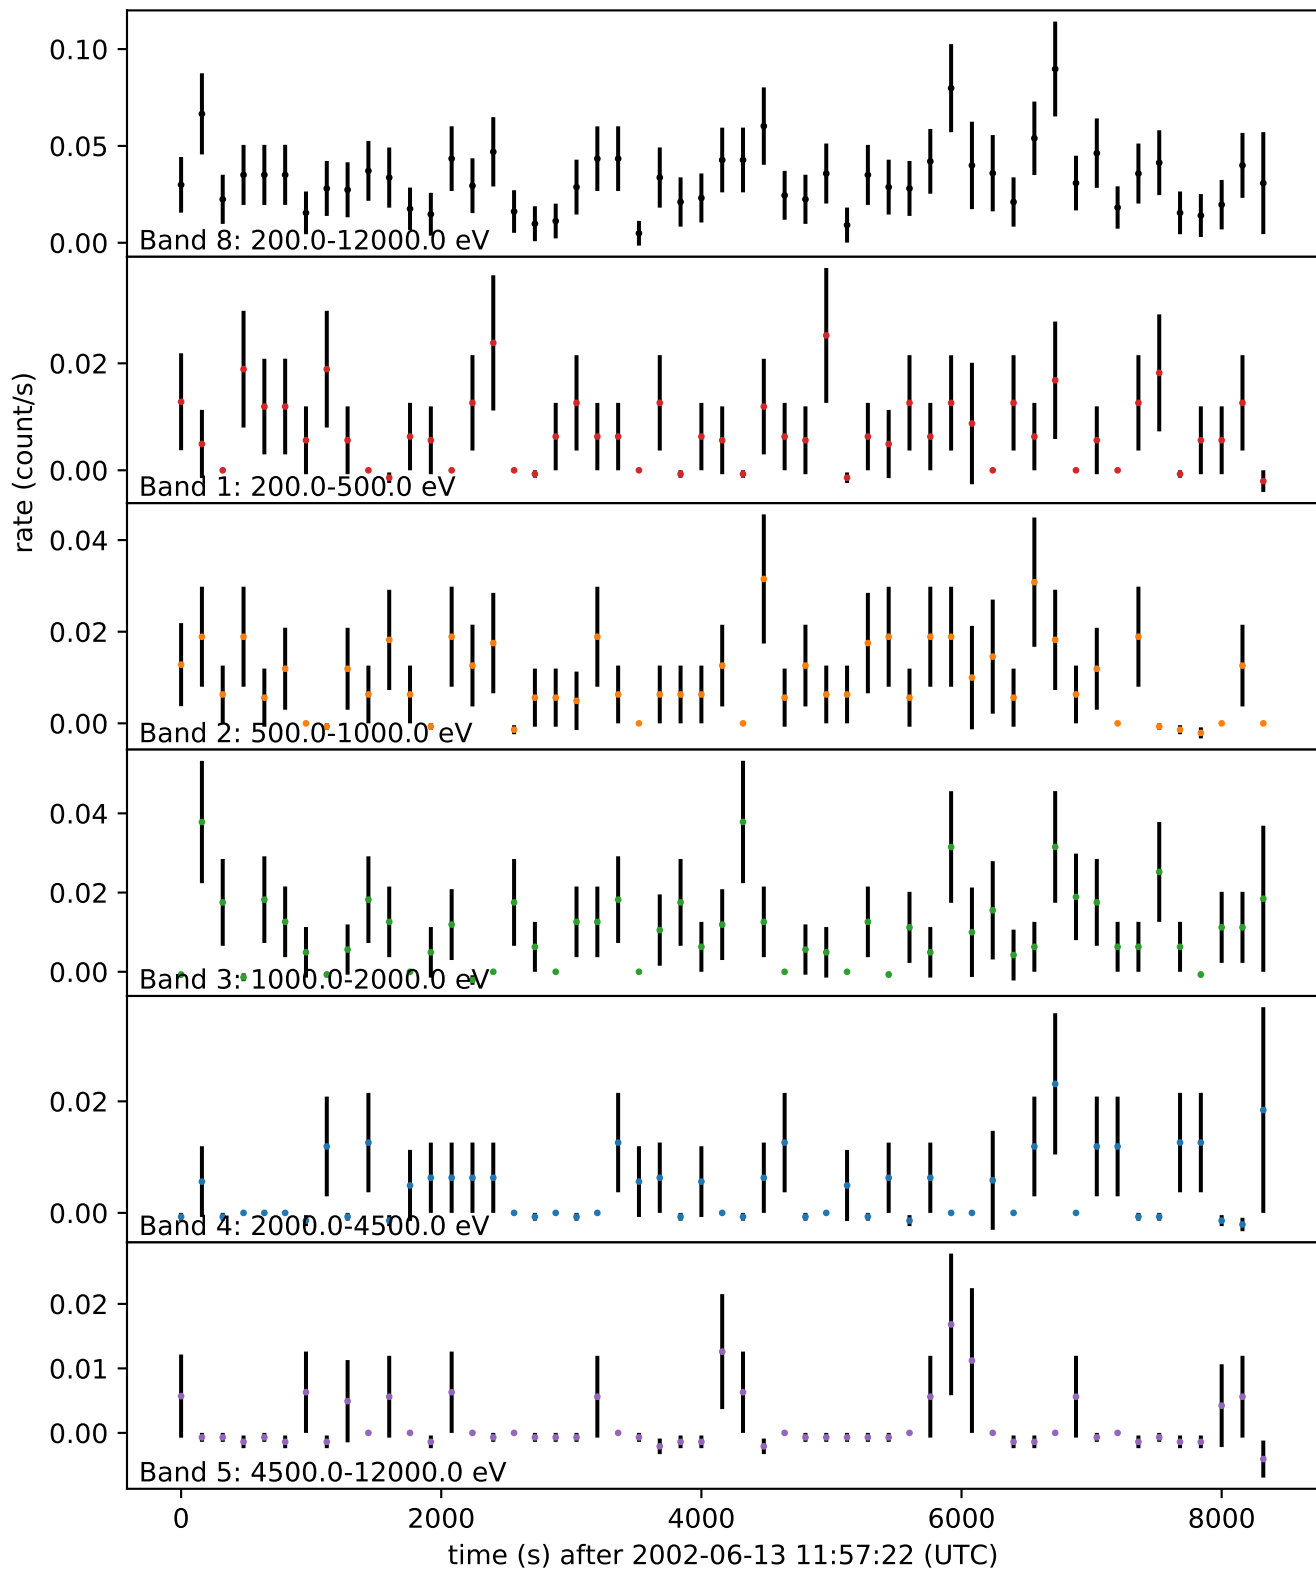 0.10
0.05
0.00
Band 8: 200.0-12000.0 eV
0.02
0.00
Band 1: 200.0-500.0 eV
rate (count/s)
0.04
0.02
0.00
Band 2: 500.0-1000.0 eV
0.04
0.02
0.00
Band 3: 1000.0-2000.0 eV
0.02
0.00
Band 4: 2000.0-4500.0 eV
0.02
0.01
0.00
Band 5: 4500.0-12000.0 eV
0 2000 4000 6000 8000
time (s) after 2002-06-13 11:57:22 (UTC)